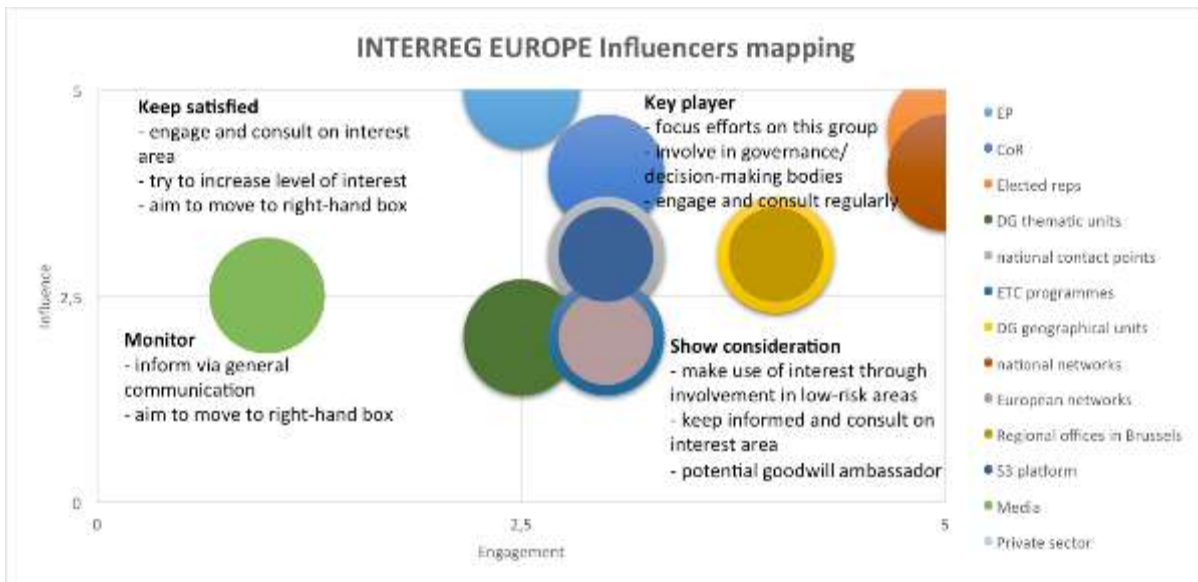 INTERREG EUROPE Influencers mapping
5
Keep satisfied
- engage and consult on interest
area
- try to increase level of interest
- aim to move to right-hand box
Key player
- focus efforts on this group
- involve in governance/
decision-making bodies
- engage and consult regularly
Influence
2,5
Monitor
- inform via general
communication
- aim to move to right-hand box
Show consideration
- make use of interest through
involvement in low-risk areas
- keep informed and consult on
interest area
- potential goodwill ambassador
0
0
2,5
5
Engagement
EP
CoR
Elected reps
DG thematic units
national contact points
ETC programmes
DG geographical units
national networks
European networks
Regional offices in Brussels
S3 platform
Media
Private sector